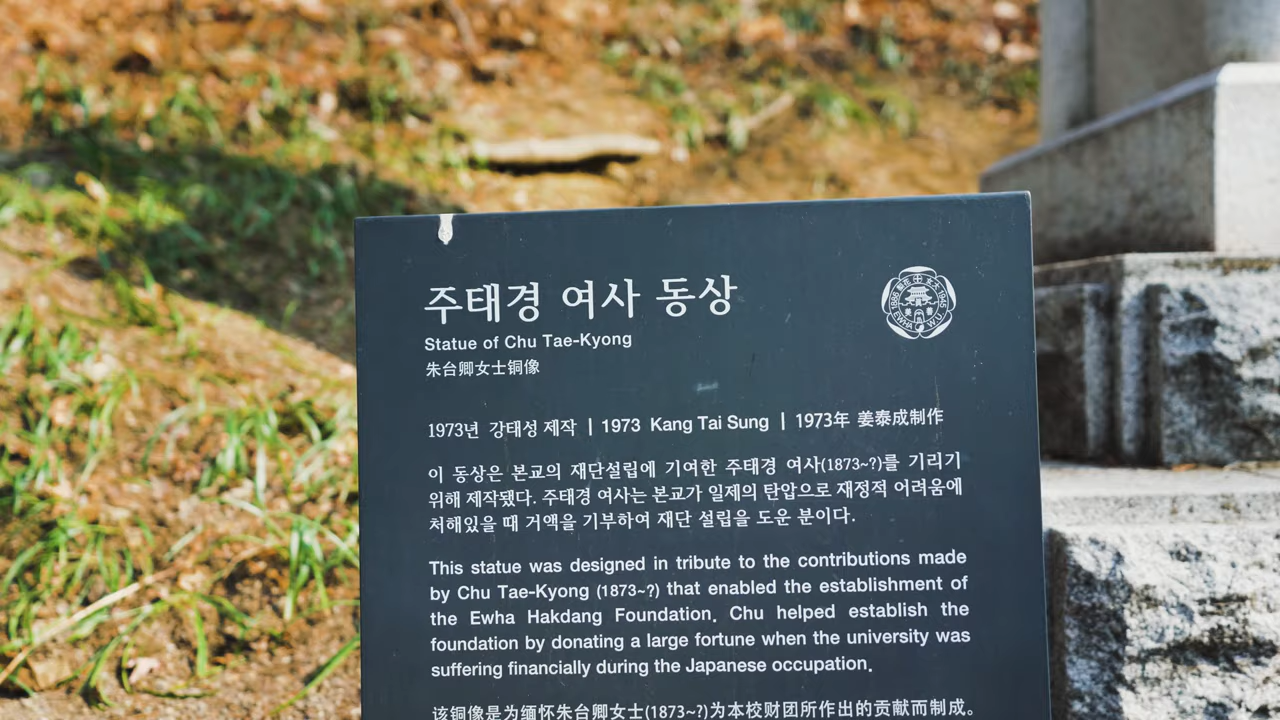 주태경 여사 동상
Statue of Chu Tae-Kyong
朱台卿女士铜像
1886
EWHA W.U.
1973년 강태성 제작 | 1973 Kang Tai Sung | 1973年 姜泰成制作
이 동상은 본교의 재단설립에 기여한 주태경 여사(1873~?)를 기리기
위해 제작됐다. 주태경 여사는 본교가 일제의 탄압으로 재정적 어려움에
처해있을 때 거액을 기부하여 재단 설립을 도운 분이다.
This statue was designed in tribute to the contributions made
by Chu Tae-Kyong (1873~?) that enabled the establishment of
the Ewha Hakdang Foundation. Chu helped establish the
foundation by donating a large fortune when the university was
suffering financially during the Japanese occupation.
该铜像是为缅怀朱台卿女士(1873~?)为本校财团所作出的贡献而制成。